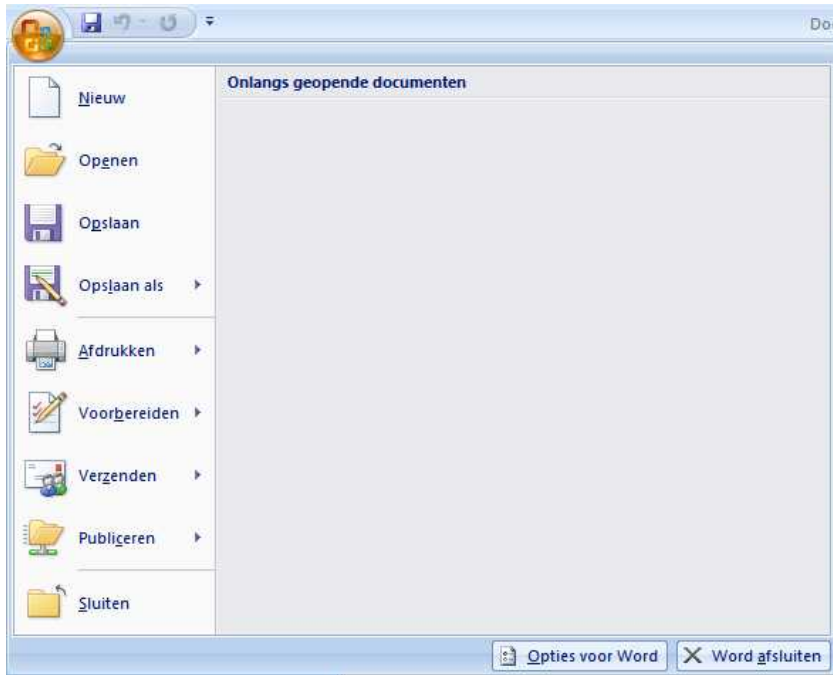 Do
Onlangs geopende documenten
Nieuw
Openen
Opslaan
Opslaan als
Afdrukken
Voorbereiden
Verzenden
Publiceren
Sluiten
Opties voor Word
Word afsluiten